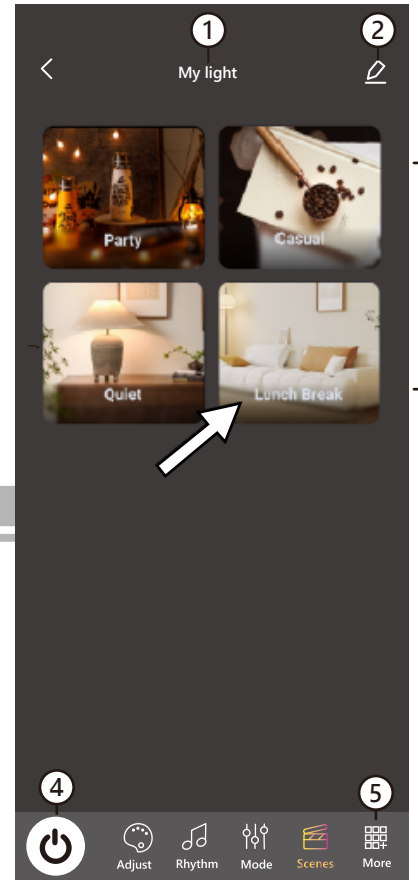 1
2
My light
Party
Casual
Quiet
Lunch Break
4
5
Adjust
Rhythm
Mode
Scenes
More